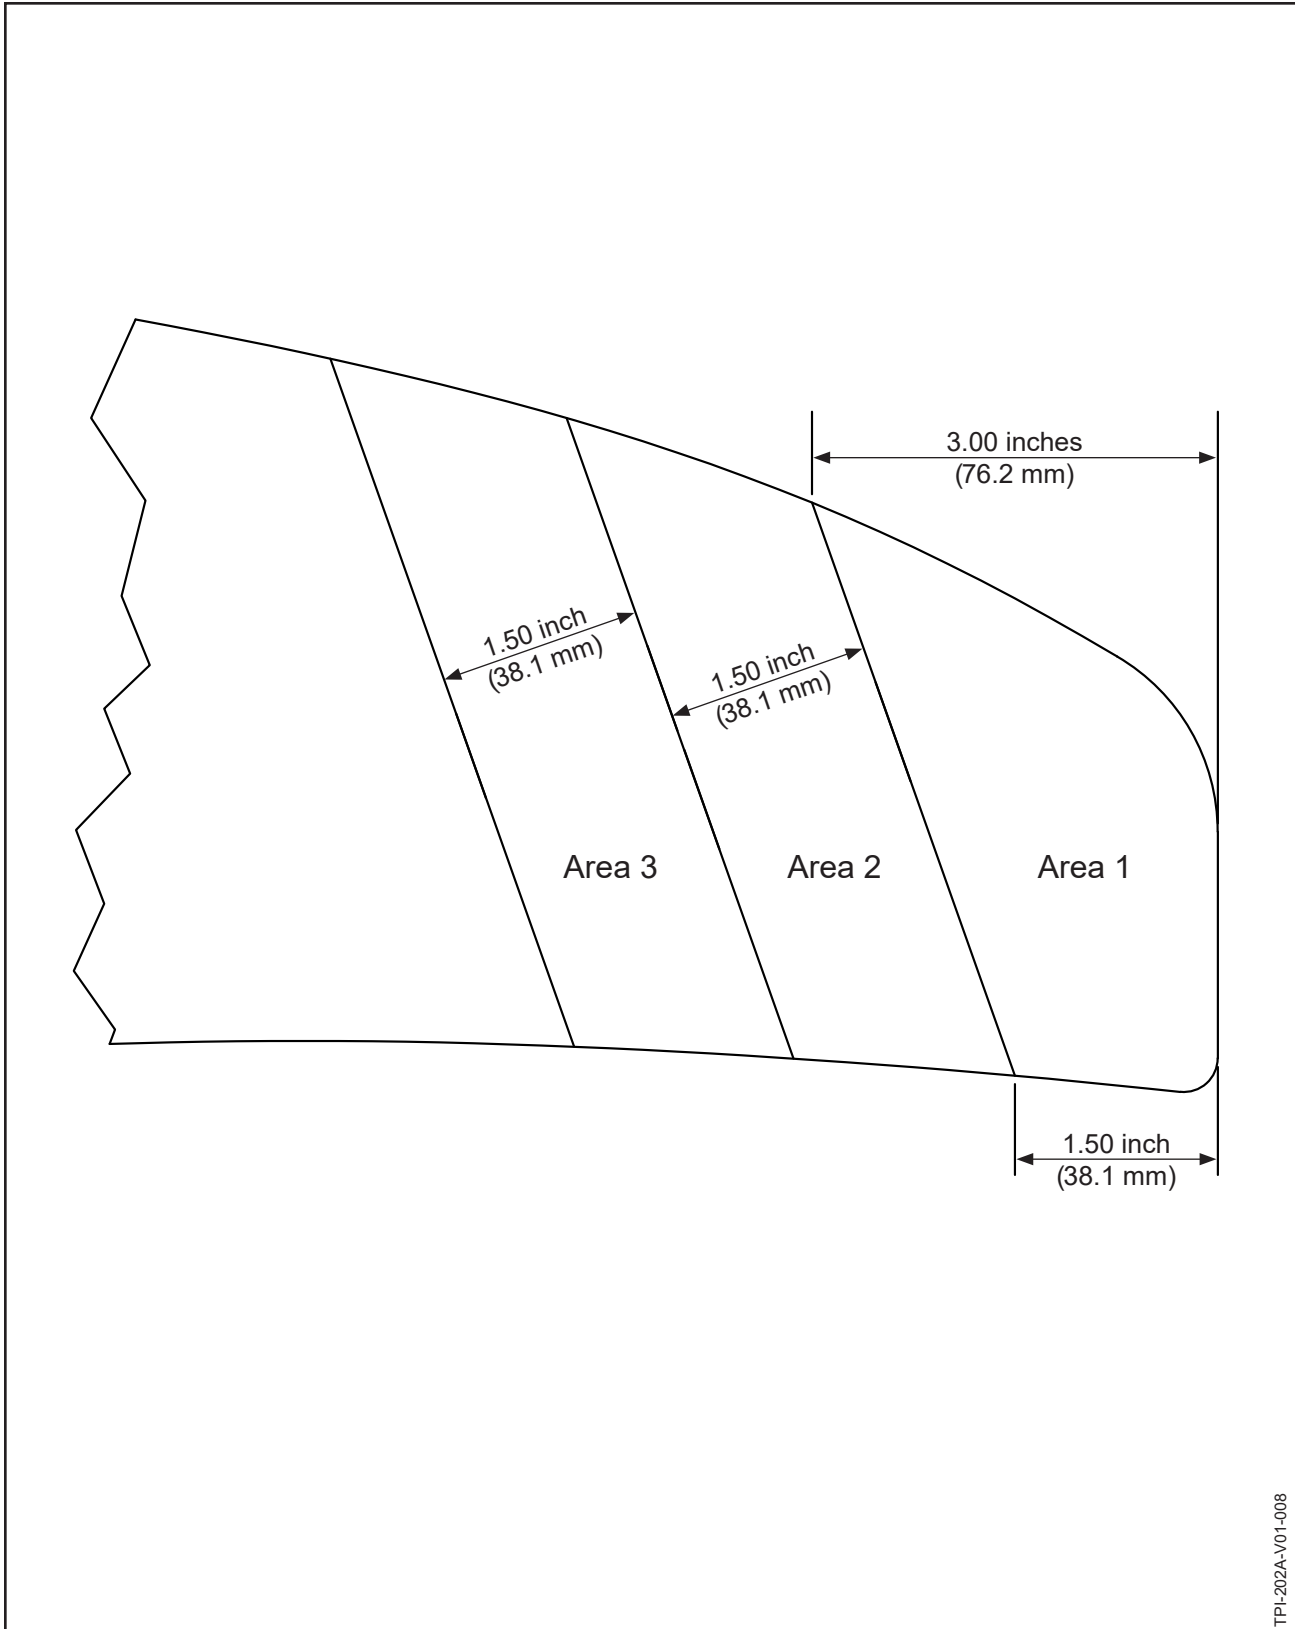 3.00 inches
(76.2 mm)
1.50 inch
(38.1 mm)
1.50 inch
(38.1 mm)
Area 3
Area 2
Area 1
1.50 inch
(38.1 mm)
TPI-202A-V01-008